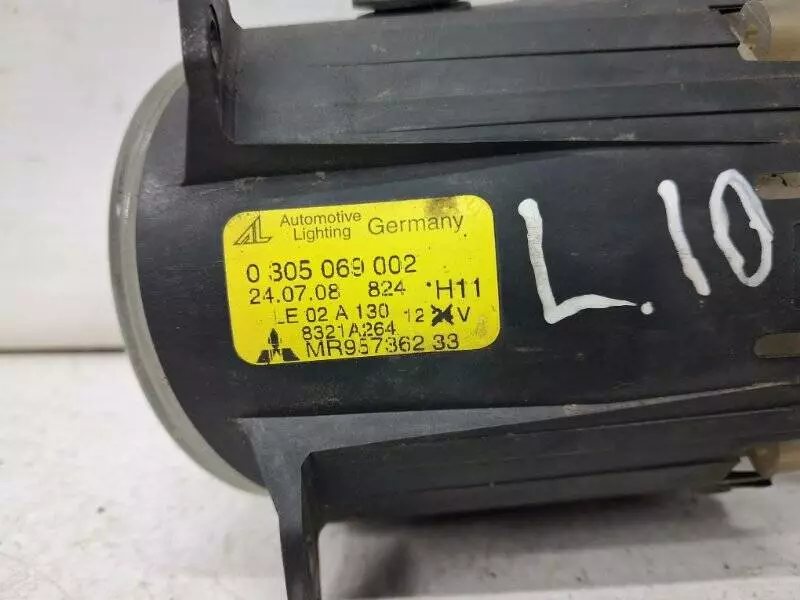 AL Automotive Lighting Germany
0 305 069 002
24.07.08 824 H11
LE 02 A 130 12 V
8321A264
MR957362 33
L.10